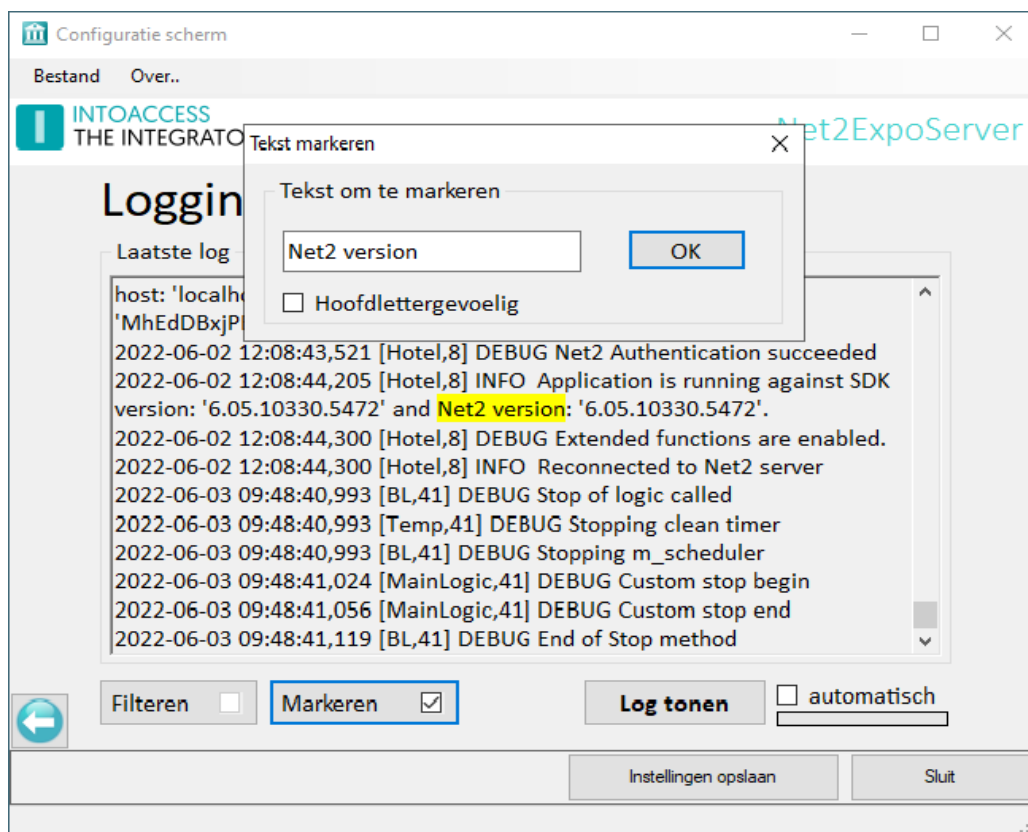 Configuratie scherm
Bestand Over..
INTOACCESS
THE INTEGRATO
Net2ExpoServer
Tekst markeren
Tekst om te markeren
Net2 version
OK
Hoofdlettergevoelig
Loggin
Laatste log
host: 'localh
'MhEdDBxjP
2022-06-02 12:08:43,521 [Hotel,8] DEBUG Net2 Authentication succeeded
2022-06-02 12:08:44,205 [Hotel,8] INFO Application is running against SDK
version: '6.05.10330.5472' and Net2 version: '6.05.10330.5472'.
2022-06-02 12:08:44,300 [Hotel,8] DEBUG Extended functions are enabled.
2022-06-02 12:08:44,300 [Hotel,8] INFO Reconnected to Net2 server
2022-06-03 09:48:40,993 [BL,41] DEBUG Stop of logic called
2022-06-03 09:48:40,993 [Temp,41] DEBUG Stopping clean timer
2022-06-03 09:48:40,993 [BL,41] DEBUG Stopping m_scheduler
2022-06-03 09:48:41,024 [MainLogic,41] DEBUG Custom stop begin
2022-06-03 09:48:41,056 [MainLogic,41] DEBUG Custom stop end
2022-06-03 09:48:41,119 [BL,41] DEBUG End of Stop method
Filteren
Markeren
Log tonen
automatisch
Instellingen opslaan
Sluit